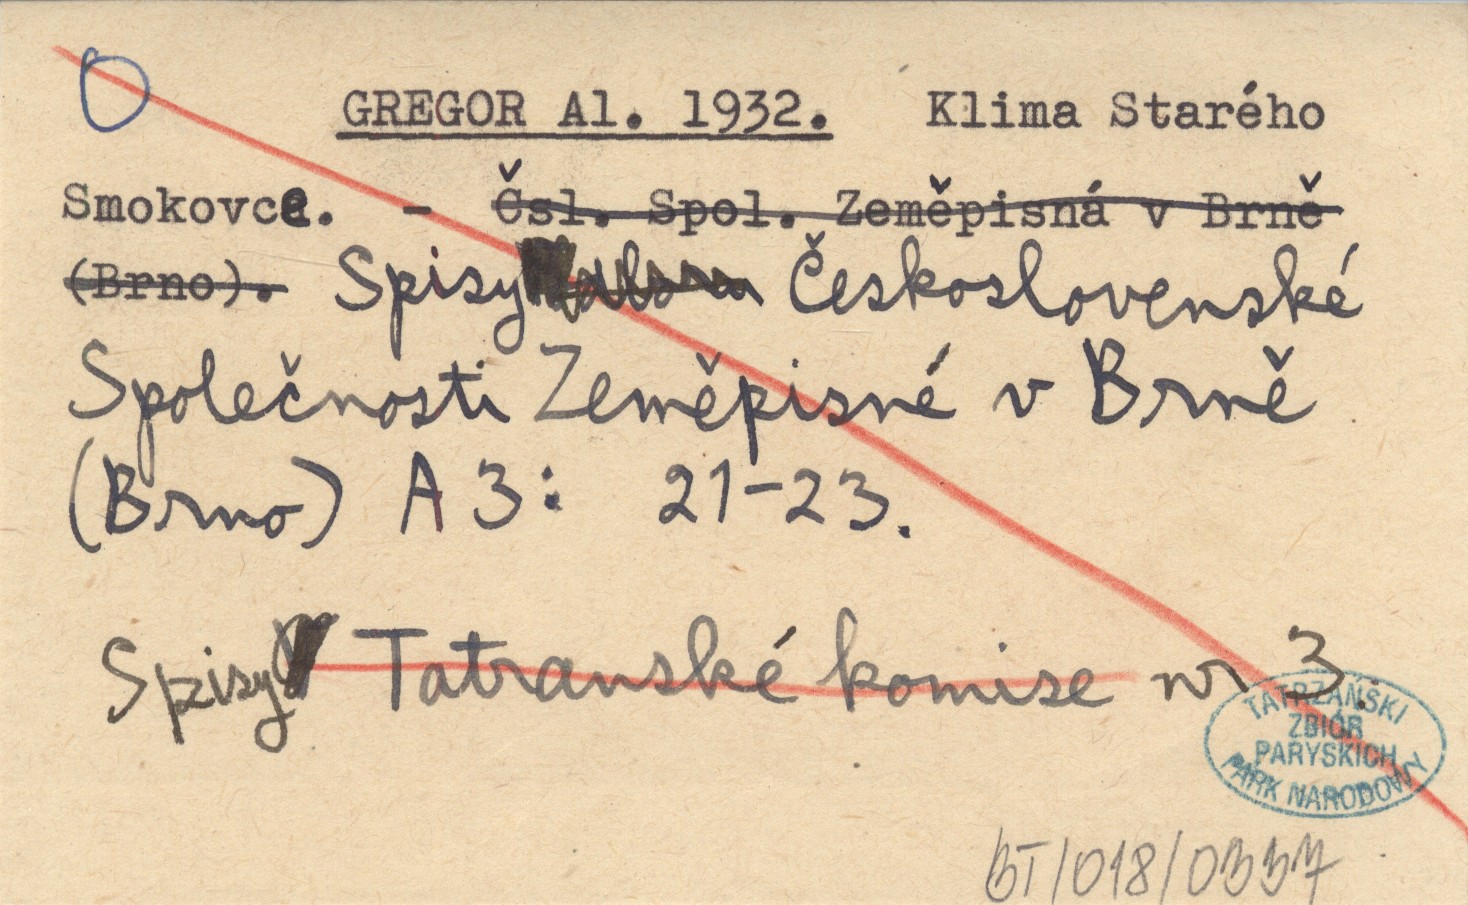 GREGOR Al. 1932. Klima Starého
Smokovce. - Čsl. Spol. Zeměpisná v Brně
(Brno). Spisy Československé
Společnosti Zeměpisné v Brně
(Brno) A 3: 21-23.
Spisy Tatranské komise nr 3.
TATRZAŃSKI
ZBIÓR
PARYSKICH
PARK NARODOWY
BT/018/0337